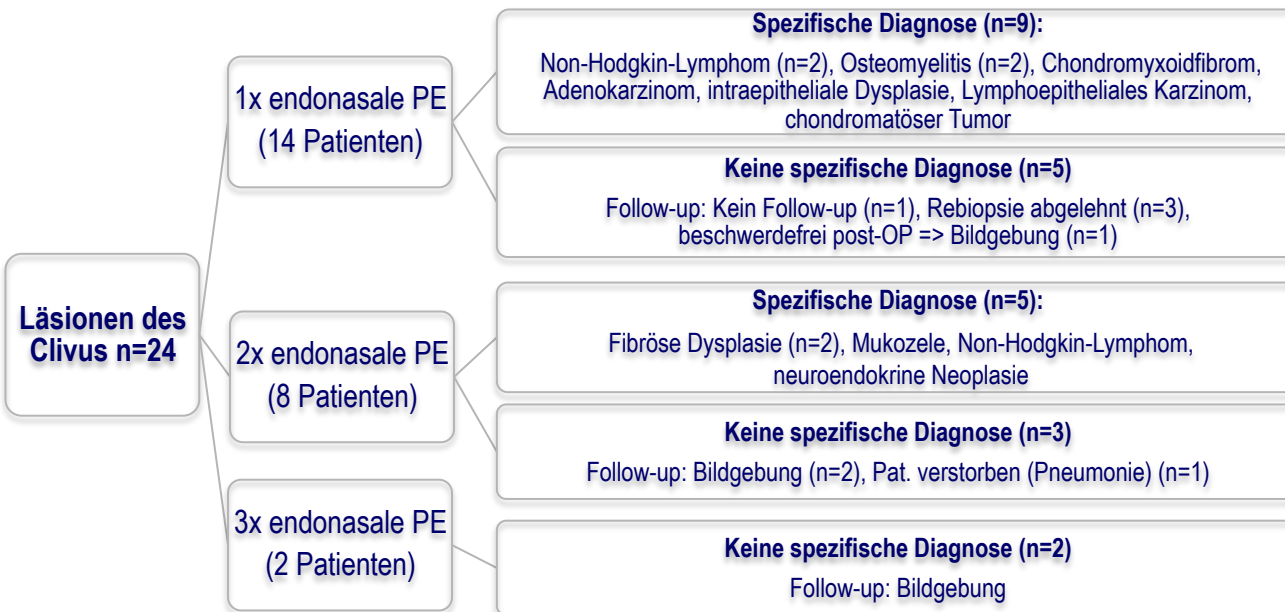 Läsionen des
Clivus n=24
1x endonasale PE
(14 Patienten)
Spezifische Diagnose (n=9):
Non-Hodgkin-Lymphom (n=2), Osteomyelitis (n=2), Chondromyxoidfibrom,
Adenokarzinom, intraepitheliale Dysplasie, Lymphoepitheliales Karzinom,
chondromatöser Tumor
Keine spezifische Diagnose (n=5)
Follow-up: Kein Follow-up (n=1), Rebiopsie abgelehnt (n=3),
beschwerdefrei post-OP => Bildgebung (n=1)
2x endonasale PE
(8 Patienten)
Spezifische Diagnose (n=5):
Fibröse Dysplasie (n=2), Mukozele, Non-Hodgkin-Lymphom,
neuroendokrine Neoplasie
Keine spezifische Diagnose (n=3)
Follow-up: Bildgebung (n=2), Pat. verstorben (Pneumonie) (n=1)
3x endonasale PE
(2 Patienten)
Keine spezifische Diagnose (n=2)
Follow-up: Bildgebung